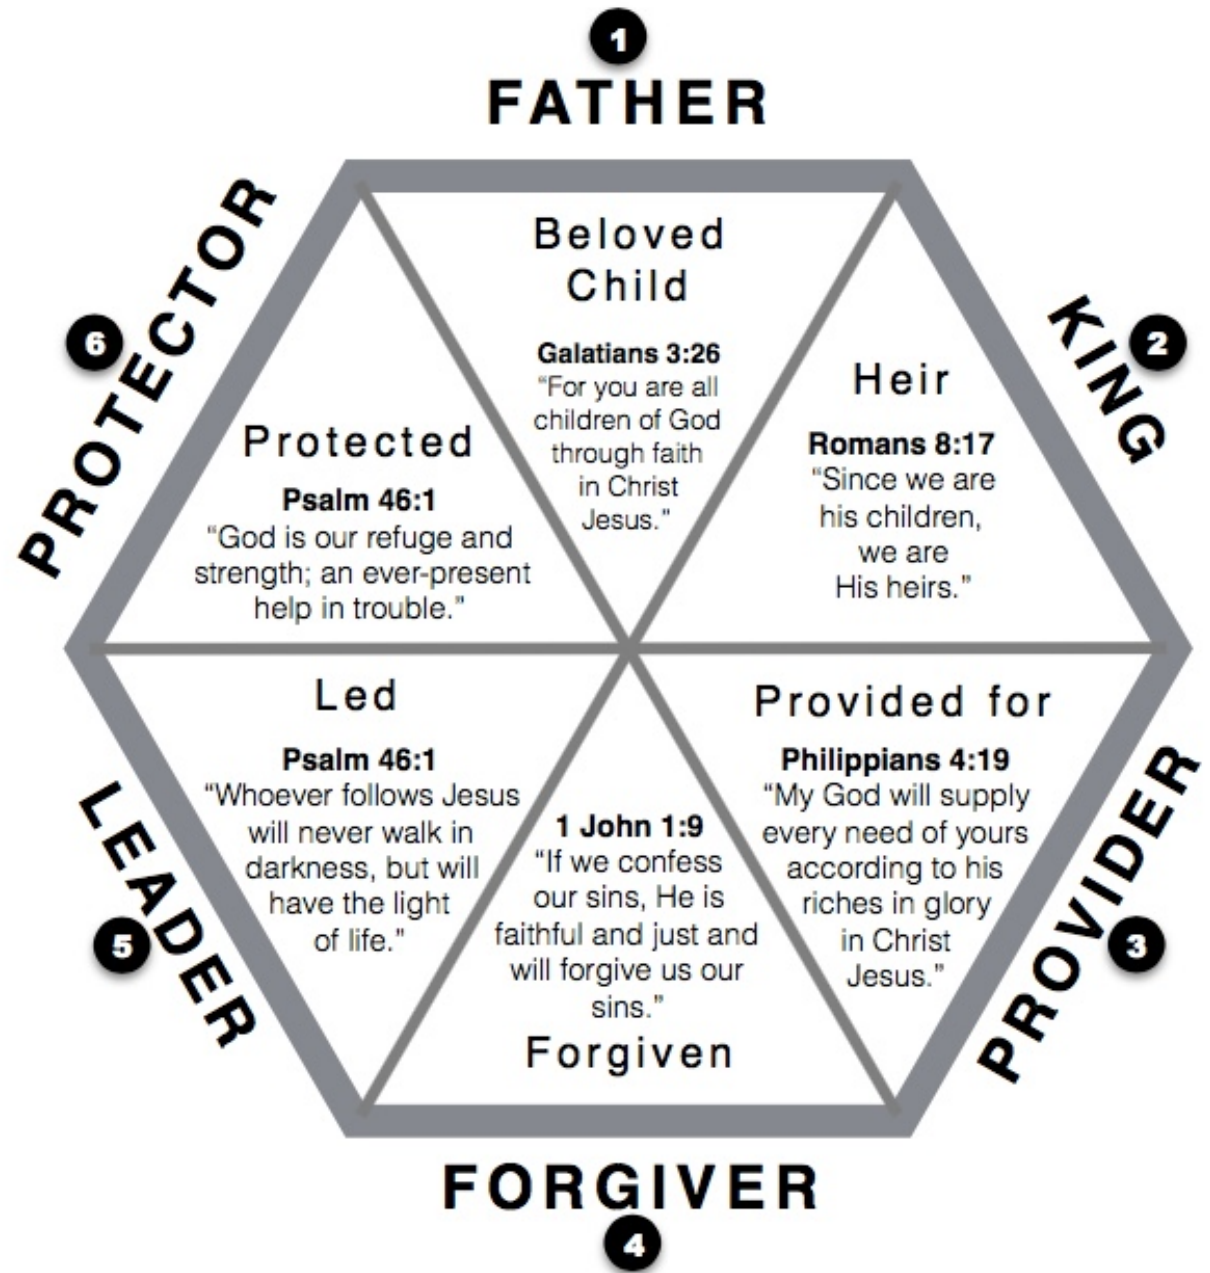 1
FATHER
Beloved
Child
Galatians 3:26
“For you are all
children of God
through faith
in Christ
Jesus.”
2
KING
Heir
Romans 8:17
“Since we are
his children,
we are
His heirs.”
3
PROVIDER
Provided for
Philippians 4:19
“My God will supply
every need of yours
according to his
riches in glory
in Christ
Jesus.”
4
FORGIVER
1 John 1:9
“If we confess
our sins, He is
faithful and just and
will forgive us our
sins.”
Forgiven
5
LEADER
Led
Psalm 46:1
“Whoever follows Jesus
will never walk in
darkness, but will
have the light
of life.”
6
PROTECTOR
Protected
Psalm 46:1
“God is our refuge and
strength; an ever-present
help in trouble.”